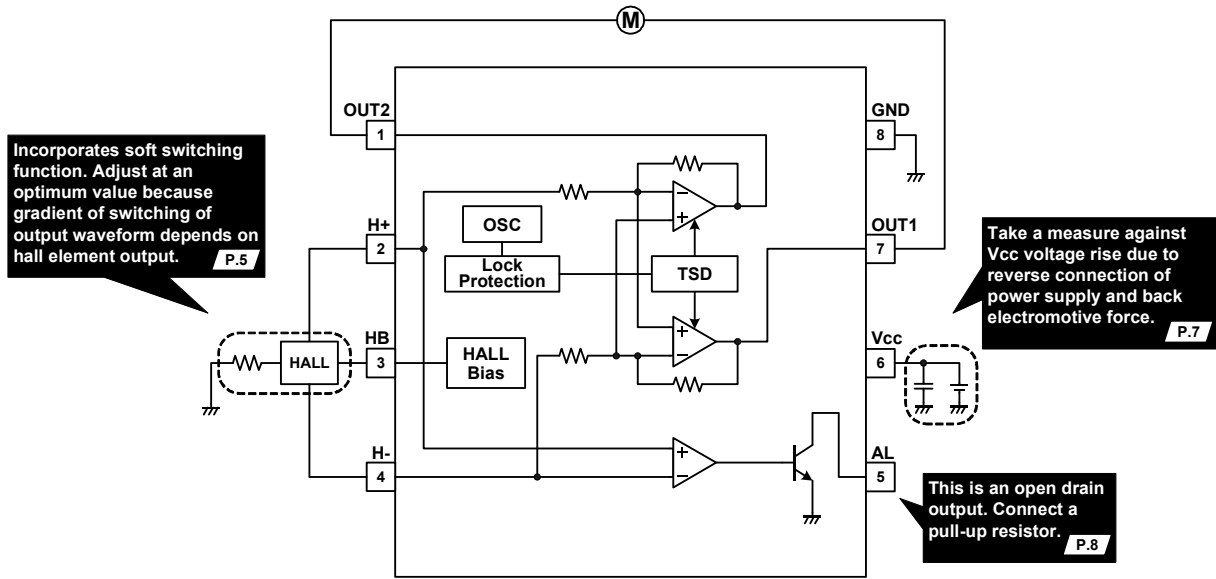 M
OUT2
1
GND
8
Incorporates soft switching
function. Adjust at an
optimum value because
gradient of switching of
output waveform depends on
hall element output.
P.5
H+
2
OSC
Lock
Protection
TSD
OUT1
7
Take a measure against
Vcc voltage rise due to
reverse connection of
power supply and back
electromotive force.
P.7
HALL
HB
3
HALL
Bias
Vcc
6
H-
4
AL
5
This is an open drain
output. Connect a
pull-up resistor.
P.8
−
+
+
−
+
−